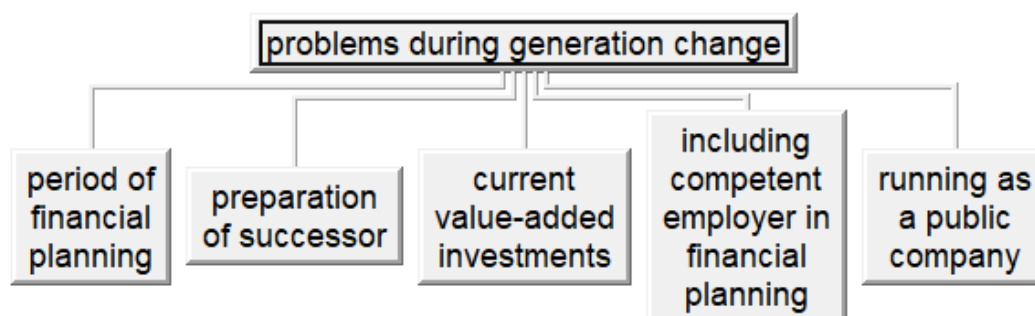 problems during generation change
period of
financial
planning
preparation
of successor
current
value-added
investments
including
competent
employer in
financial
planning
running as
a public
company